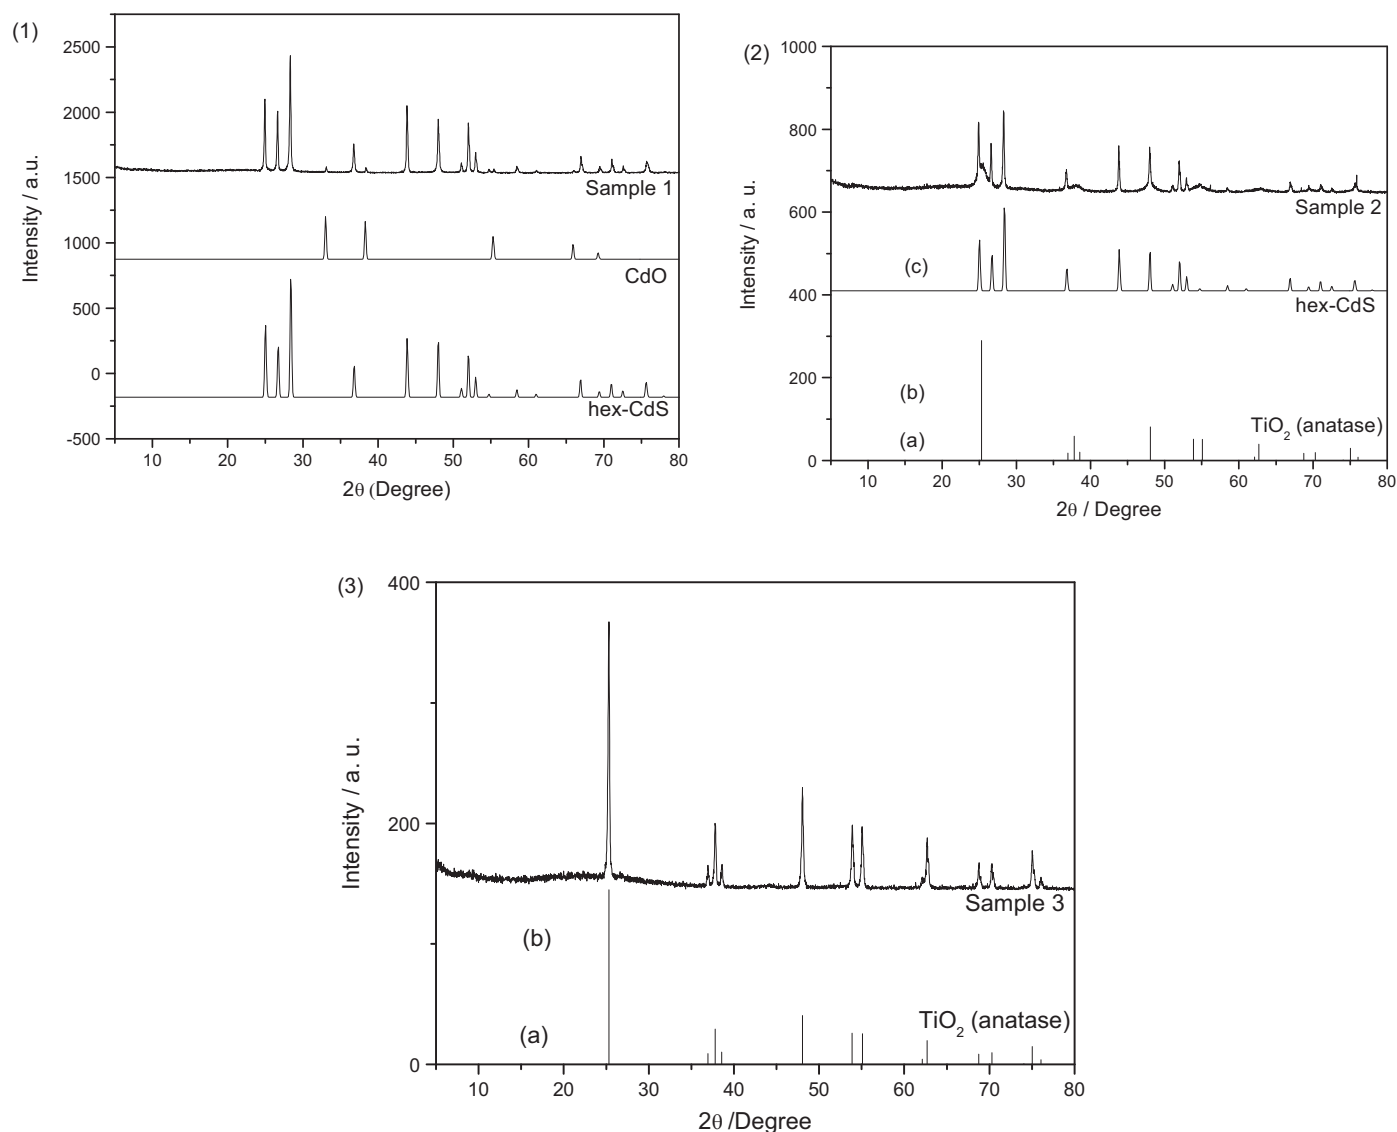 (1)
2500
2000
1500
1000
500
0
-500
Intensity / a.u.
Sample 1
CdO
hex-CdS
10 20 30 40 50 60 70 80
2θ (Degree)
(2)
1000
800
600
400
200
0
Intensity / a. u.
Sample 2
(c)
hex-CdS
(b)
TiO2 (anatase)
(a)
10 20 30 40 50 60 70 80
2θ / Degree
(3)
400
200
0
Intensity / a. u.
Sample 3
(b)
TiO2 (anatase)
(a)
10 20 30 40 50 60 70 80
2θ /Degree